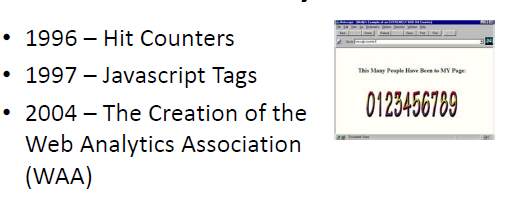 • 1996 – Hit Counters
• 1997 – Javascript Tags
• 2004 – The Creation of the
Web Analytics Association
(WAA)
This Many People Have Been to MY Page:
0123456789